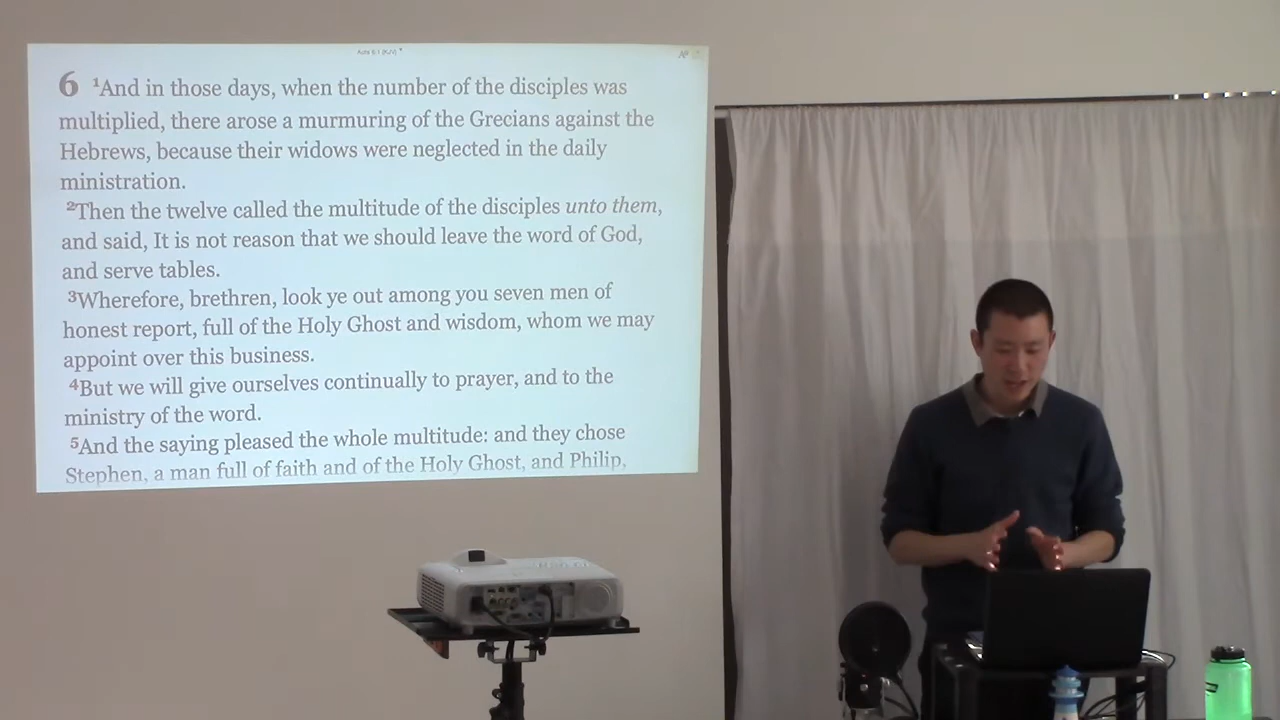 Acts 6:1 (KJV)
6 ¹And in those days, when the number of the disciples was
multiplied, there arose a murmuring of the Grecians against the
Hebrews, because their widows were neglected in the daily
ministration.
²Then the twelve called the multitude of the disciples unto them,
and said, It is not reason that we should leave the word of God,
and serve tables.
³Wherefore, brethren, look ye out among you seven men of
honest report, full of the Holy Ghost and wisdom, whom we may
appoint over this business.
⁴But we will give ourselves continually to prayer, and to the
ministry of the word.
⁵And the saying pleased the whole multitude: and they chose
Stephen, a man full of faith and of the Holy Ghost, and Philip,